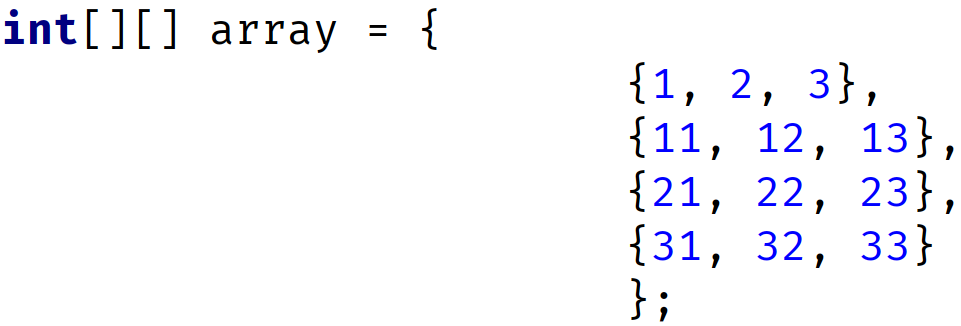 int[][] array = {
{1, 2, 3},
{11, 12, 13},
{21, 22, 23},
{31, 32, 33}
};